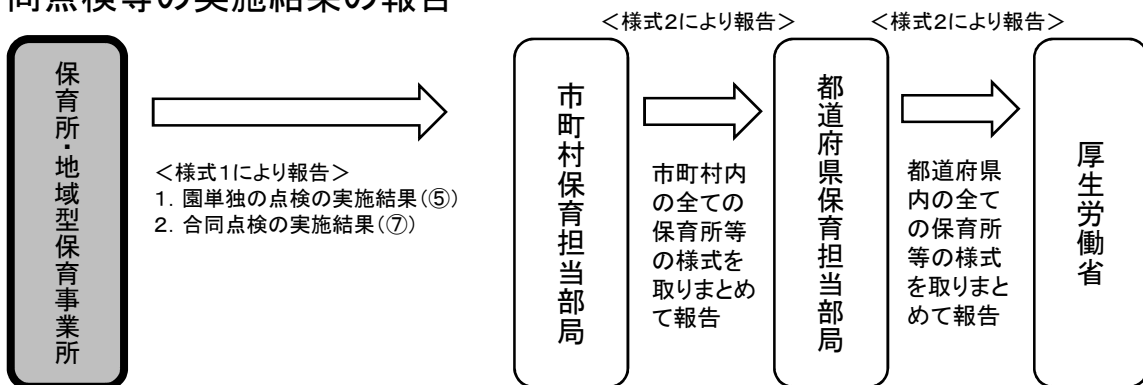 同点検等の実施結果の報告
＜様式2により報告＞
＜様式2により報告＞
保育所・地域型保育事業所
＜様式1により報告＞
1. 園単独の点検の実施結果(⑤)
2. 合同点検の実施結果(⑦)
市町村保育担当部局
市町村内
の全ての
保育所等
の様式を
取りまとめ
て報告
都道府県保育担当部局
都道府県
内の全て
の保育所
等の様式
を取りまと
めて報告
厚生労働省